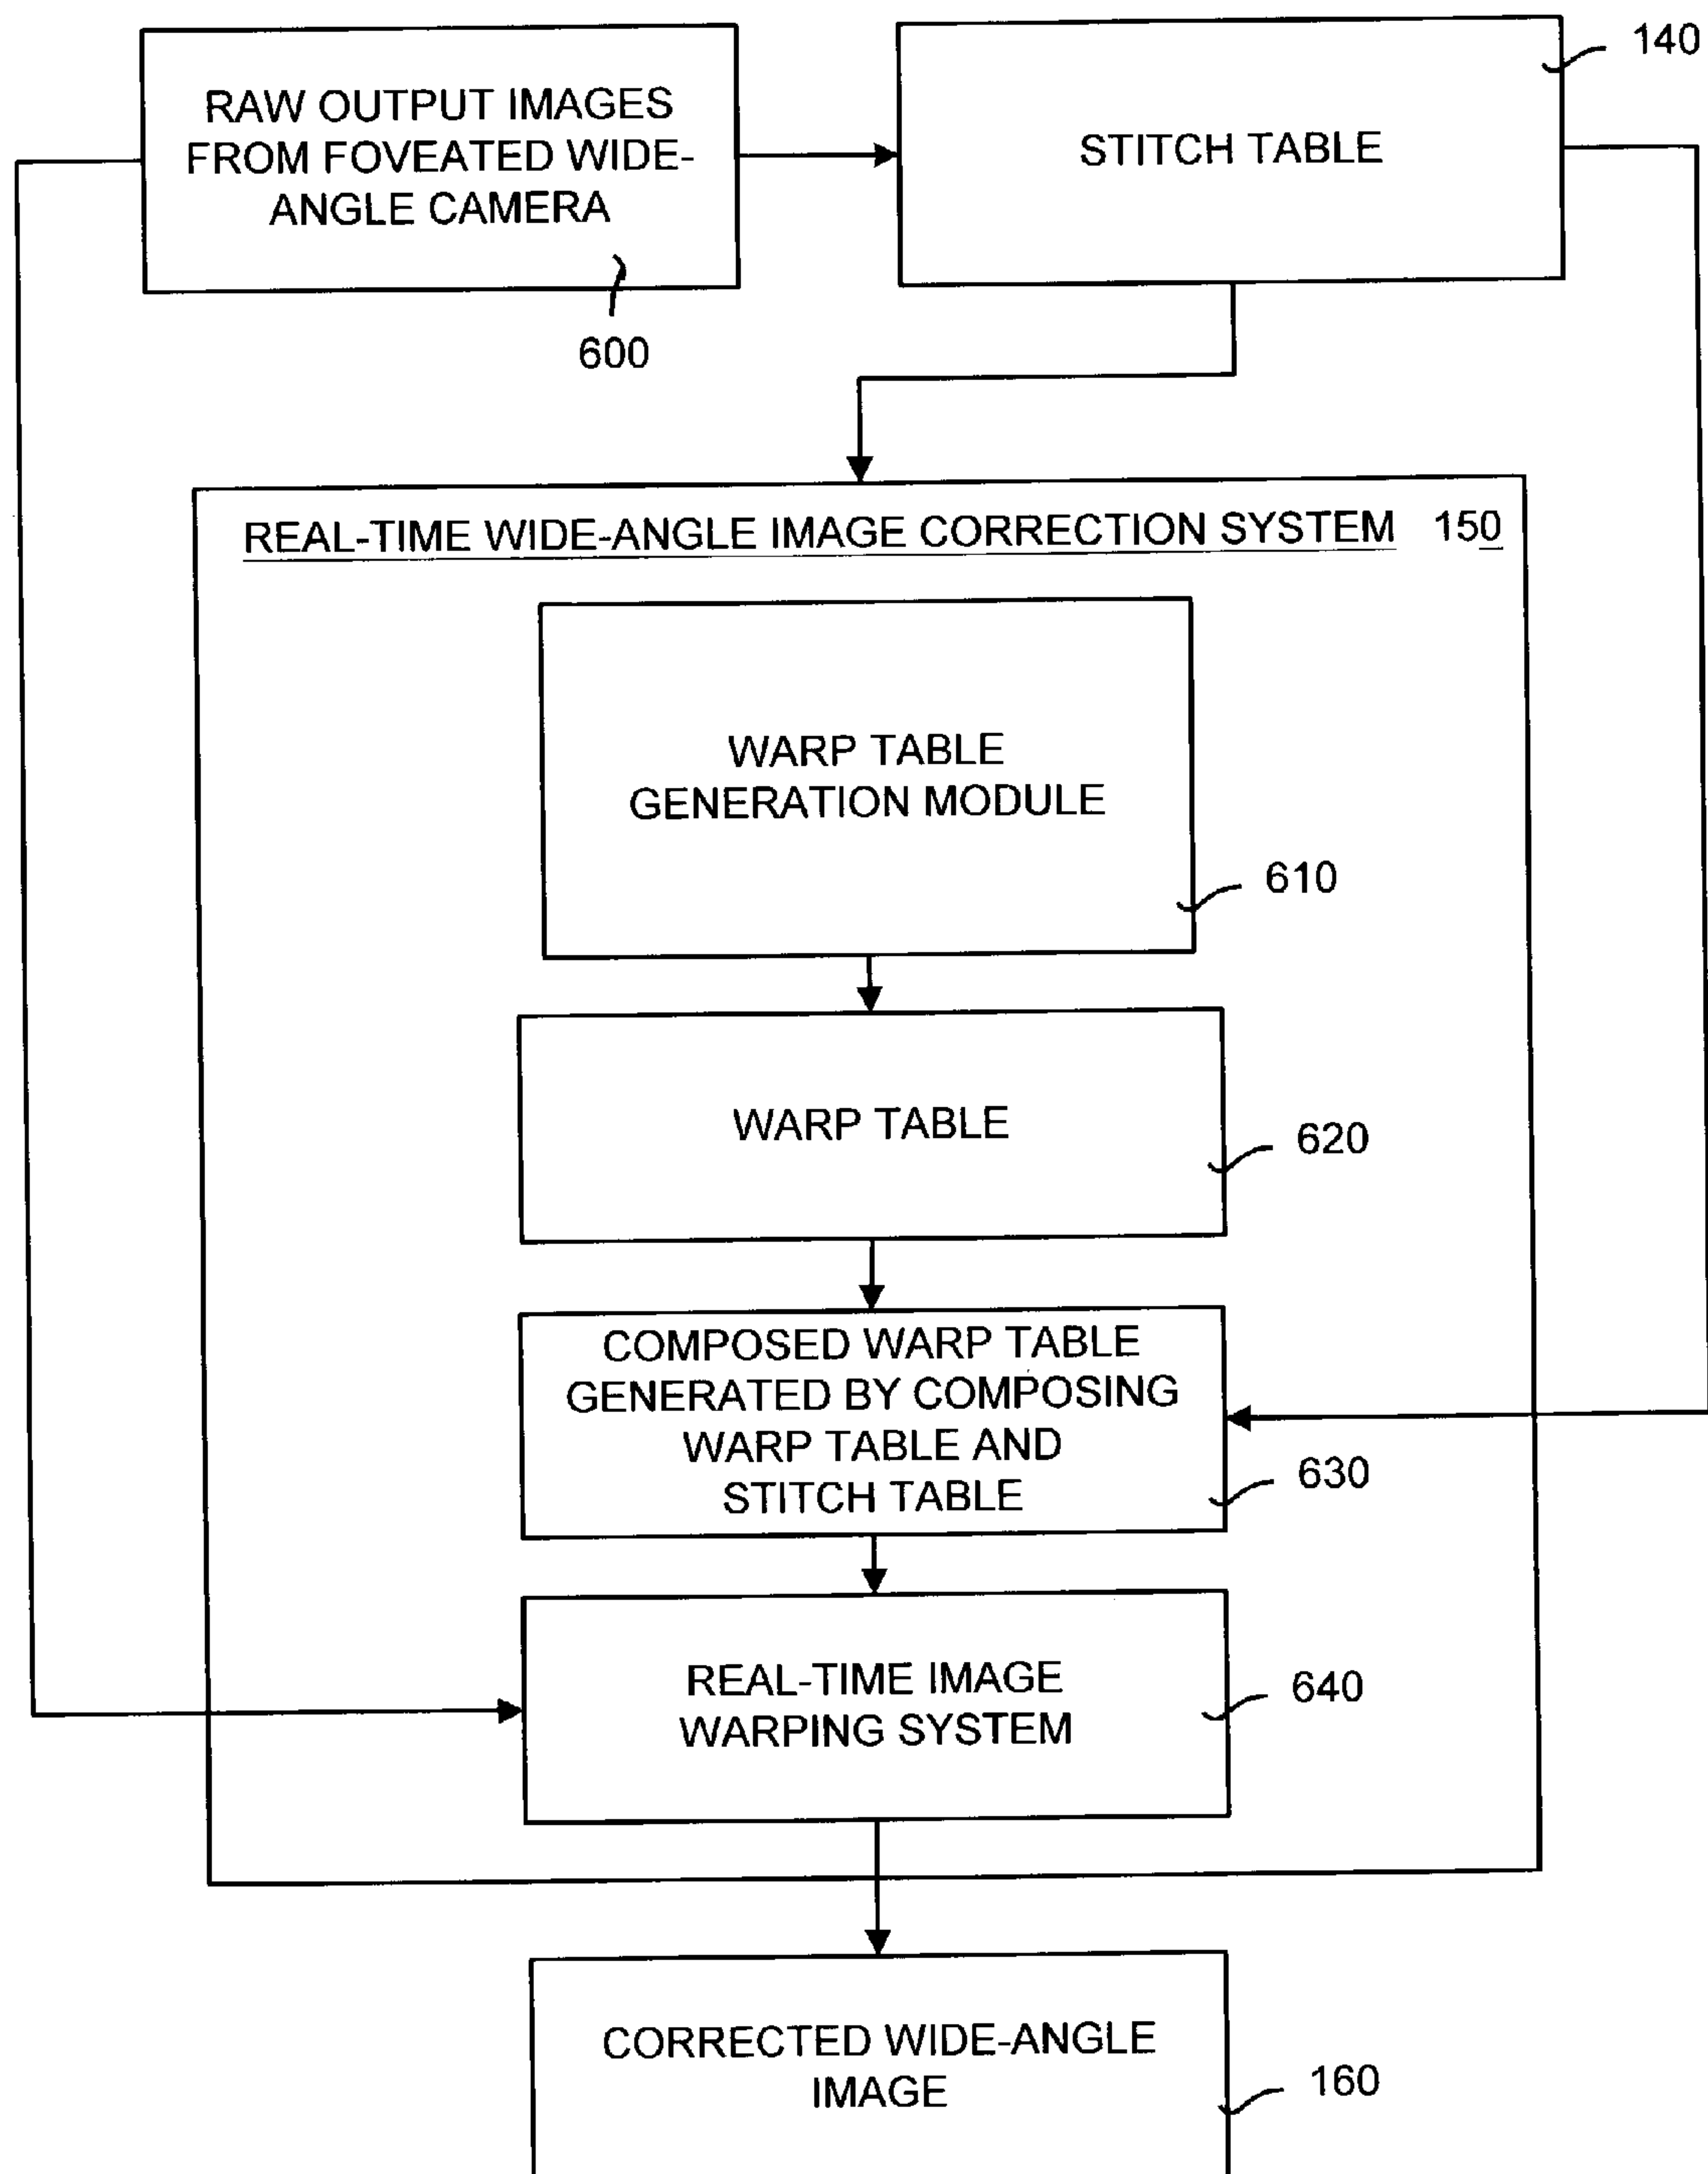 RAW OUTPUT IMAGES
FROM FOVEATED WIDE-
ANGLE CAMERA
600
STITCH TABLE
140
REAL-TIME WIDE-ANGLE IMAGE CORRECTION SYSTEM 150
WARP TABLE
GENERATION MODULE
610
WARP TABLE
620
COMPOSED WARP TABLE
GENERATED BY COMPOSING
WARP TABLE AND
STITCH TABLE
630
REAL-TIME IMAGE
WARPING SYSTEM
640
CORRECTED WIDE-ANGLE
IMAGE
160